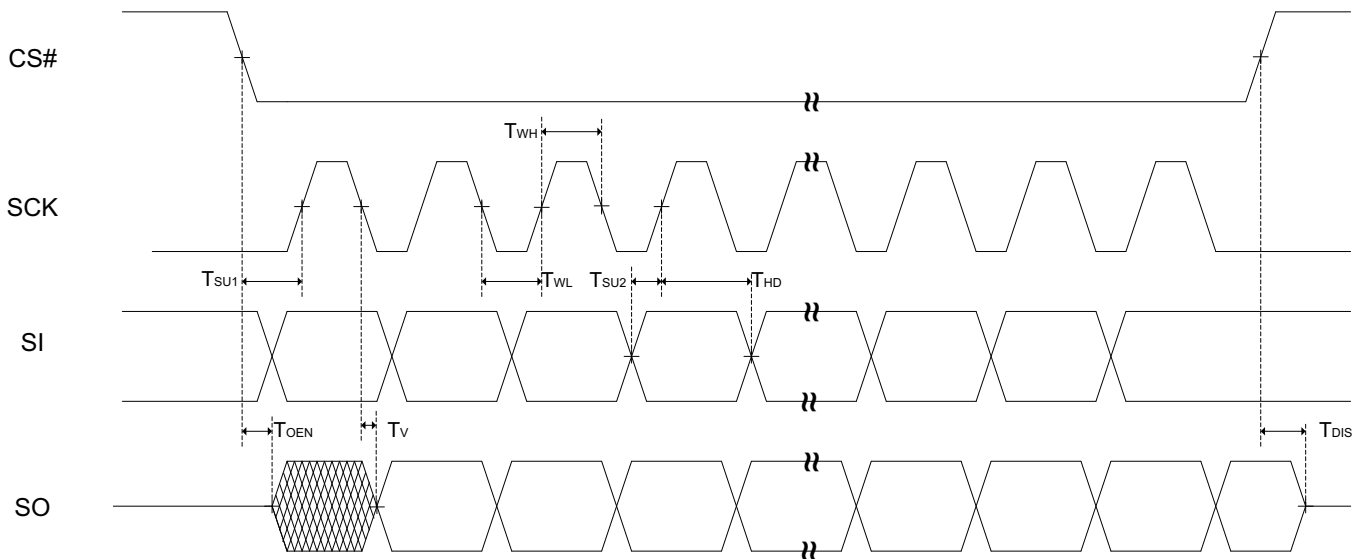 CS#
TWH
SCK
TSU1
TWL
TSU2
THD
SI
TOEN
TV
TDIS
SO